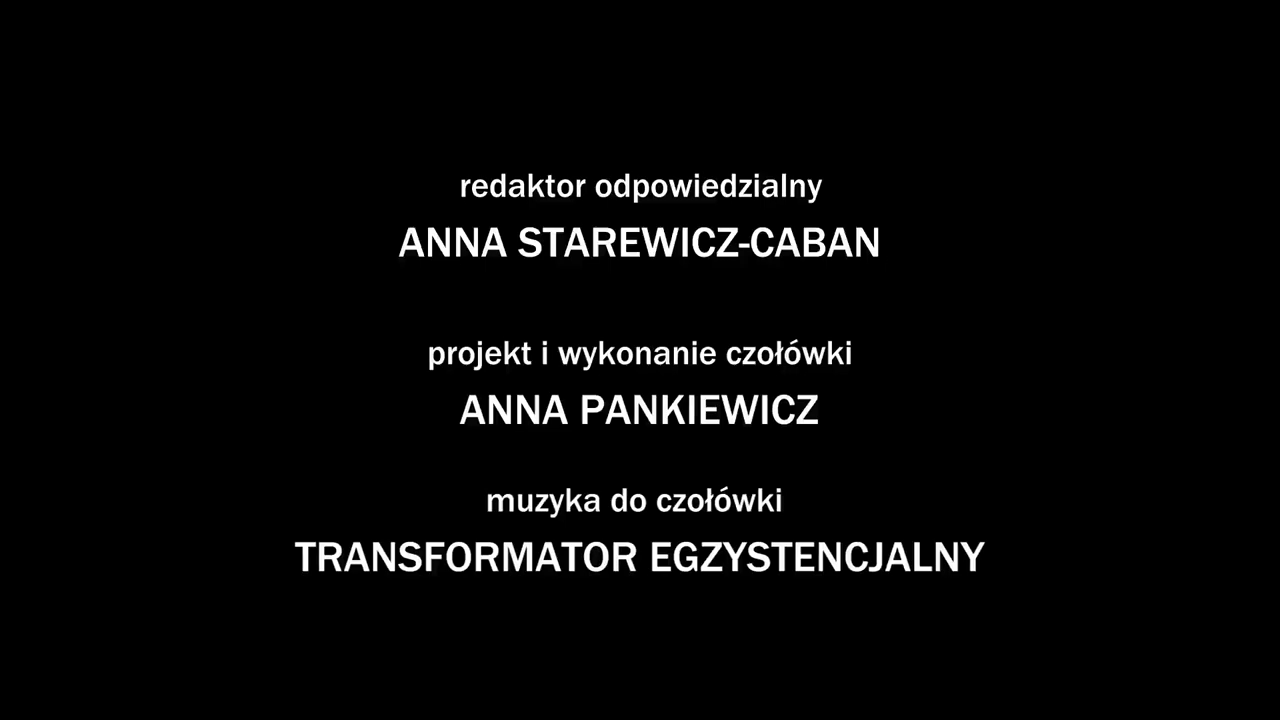 redaktor odpowiedzialny
ANNA STAREWICZ-CABAN
projekt i wykonanie czołówki
ANNA PANKIEWICZ
muzyka do czołówki
TRANSFORMATOR EGZYSTENCJALNY